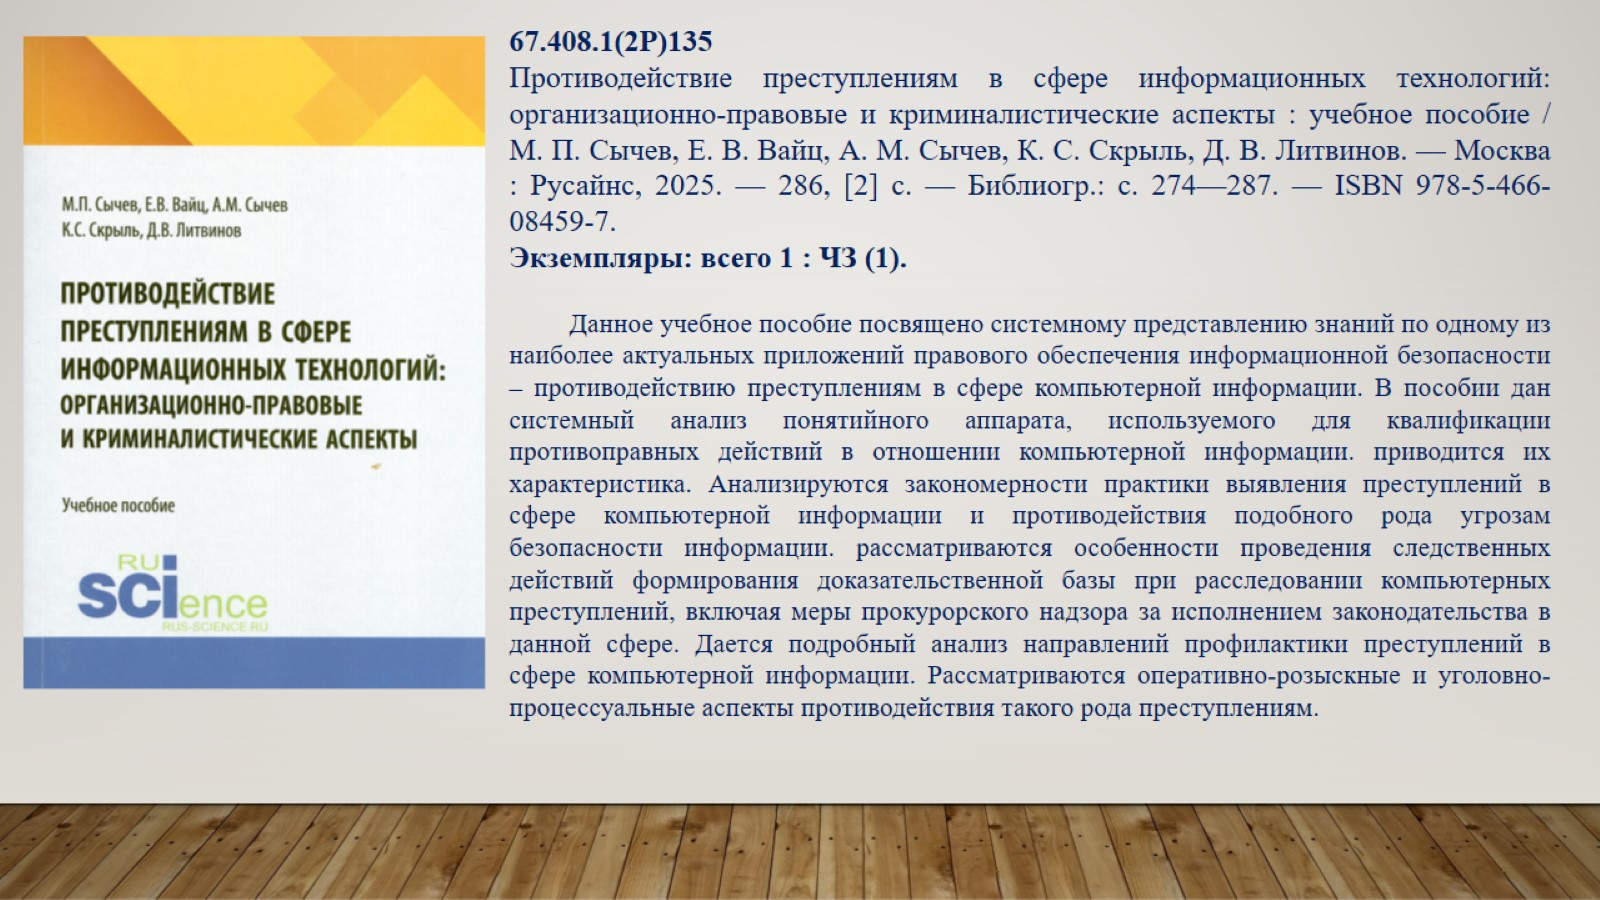 М.П. Сычев, Е.В. Вайц, А.М. Сычев
К.С. Скрыль, Д.В. Литвинов
ПРОТИВОДЕЙСТВИЕ
ПРЕСТУПЛЕНИЯМ В СФЕРЕ
ИНФОРМАЦИОННЫХ ТЕХНОЛОГИЙ:
ОРГАНИЗАЦИОННО-ПРАВОВЫЕ
И КРИМИНАЛИСТИЧЕСКИЕ АСПЕКТЫ
Учебное пособие
RU
science
RUS-SCIENCE.RU
67.408.1(2Р)135
Противодействие преступлениям в сфере информационных технологий:
организационно-правовые и криминалистические аспекты : учебное пособие /
М. П. Сычев, Е. В. Вайц, А. М. Сычев, К. С. Скрыль, Д. В. Литвинов. — Москва
: Русайнс, 2025. — 286, [2] с. — Библиогр.: с. 274—287. — ISBN 978-5-466-
08459-7.
Экземпляры: всего 1 : ЧЗ (1).
Данное учебное пособие посвящено системному представлению знаний по одному из
наиболее актуальных приложений правового обеспечения информационной безопасности
– противодействию преступлениям в сфере компьютерной информации. В пособии дан
системный анализ понятийного аппарата, используемого для квалификации
противоправных действий в отношении компьютерной информации. приводится их
характеристика. Анализируются закономерности практики выявления преступлений в
сфере компьютерной информации и противодействия подобного рода угрозам
безопасности информации. рассматриваются особенности проведения следственных
действий формирования доказательственной базы при расследовании компьютерных
преступлений, включая меры прокурорского надзора за исполнением законодательства в
данной сфере. Дается подробный анализ направлений профилактики преступлений в
сфере компьютерной информации. Рассматриваются оперативно-розыскные и уголовно-
процессуальные аспекты противодействия такого рода преступлениям.